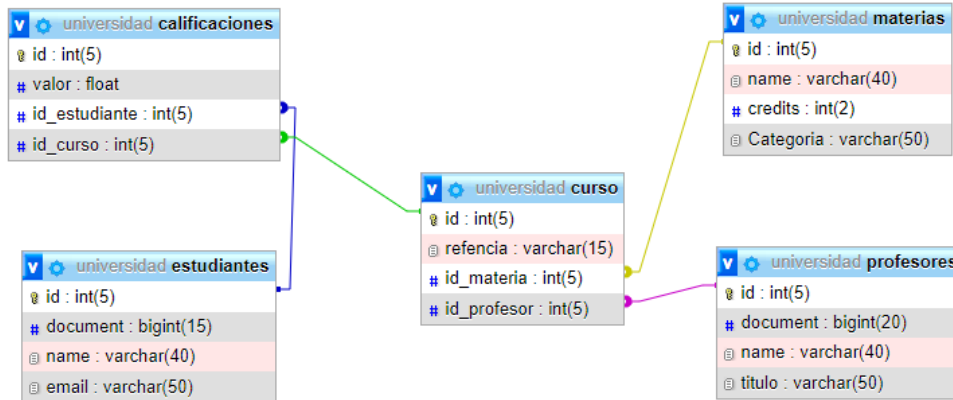 universidad calificaciones
id : int(5)
valor : float
# id_estudiante : int(5)
# id_curso : int(5)
universidad materias
id : int(5)
name : varchar(40)
# credits : int(2)
Categoria : varchar(50)
universidad curso
id : int(5)
refencia : varchar(15)
# id_materia : int(5)
# id_profesor : int(5)
universidad estudiantes
id : int(5)
# document : bigint(15)
name : varchar(40)
email : varchar(50)
universidad profesores
id : int(5)
# document : bigint(20)
name : varchar(40)
titulo : varchar(50)